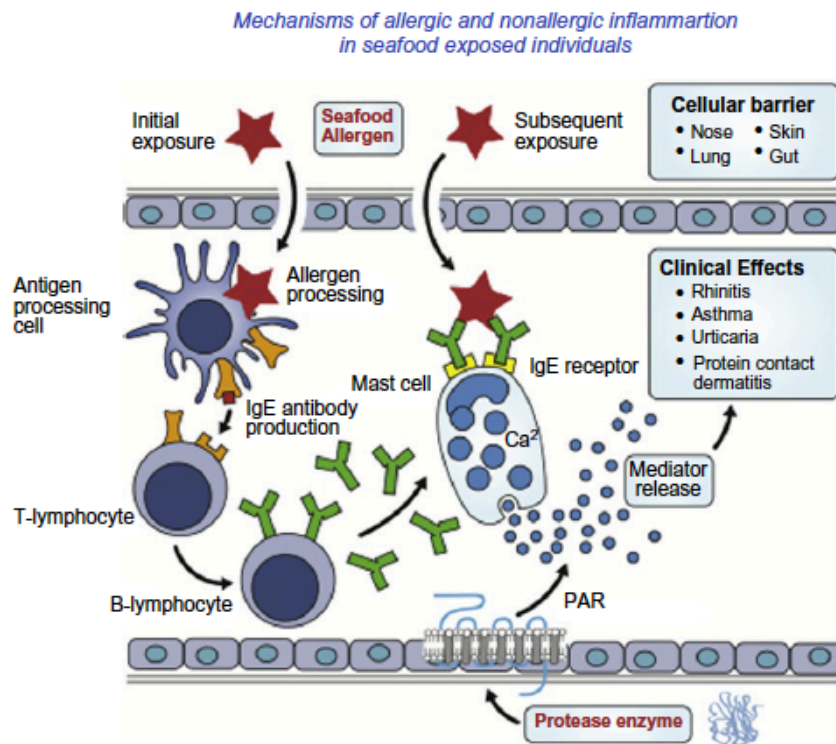 Mechanisms of allergic and nonallergic inflammartion
in seafood exposed individuals
Initial
exposure
Seafood
Allergen
Subsequent
exposure
Cellular barrier
• Nose • Skin
• Lung • Gut
Antigen
processing
cell
Allergen
processing
Clinical Effects
• Rhinitis
• Asthma
• Urticaria
• Protein contact
dermatitis
Mast cell
IgE receptor
IgE antibody
production
Ca²
Mediator
release
T-lymphocyte
B-lymphocyte
PAR
Protease enzyme